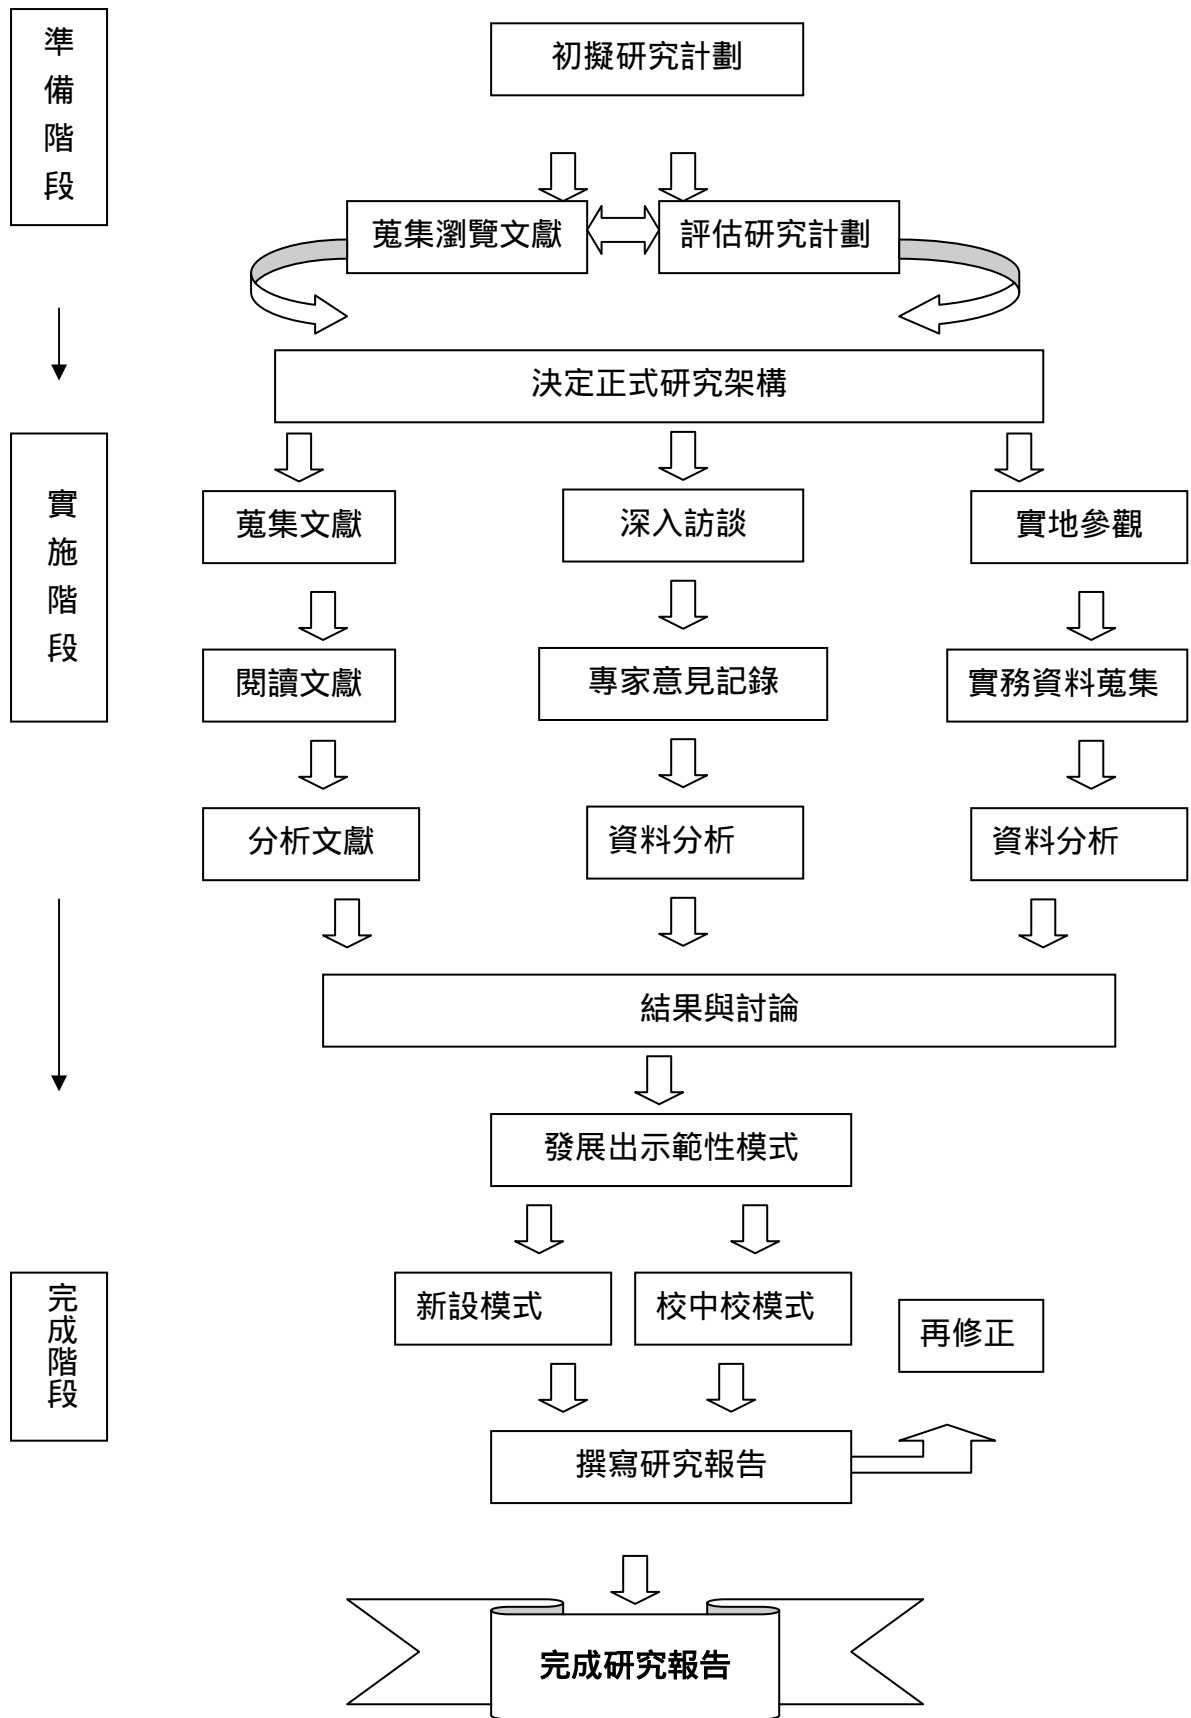 準備階段
初擬研究計劃
蒐集瀏覽文獻
評估研究計劃
決定正式研究架構
實施階段
蒐集文獻
深入訪談
實地參觀
閱讀文獻
專家意見記錄
實務資料蒐集
分析文獻
資料分析
資料分析
結果與討論
發展出示範性模式
完成階段
新設模式
校中校模式
再修正
撰寫研究報告
完成研究報告